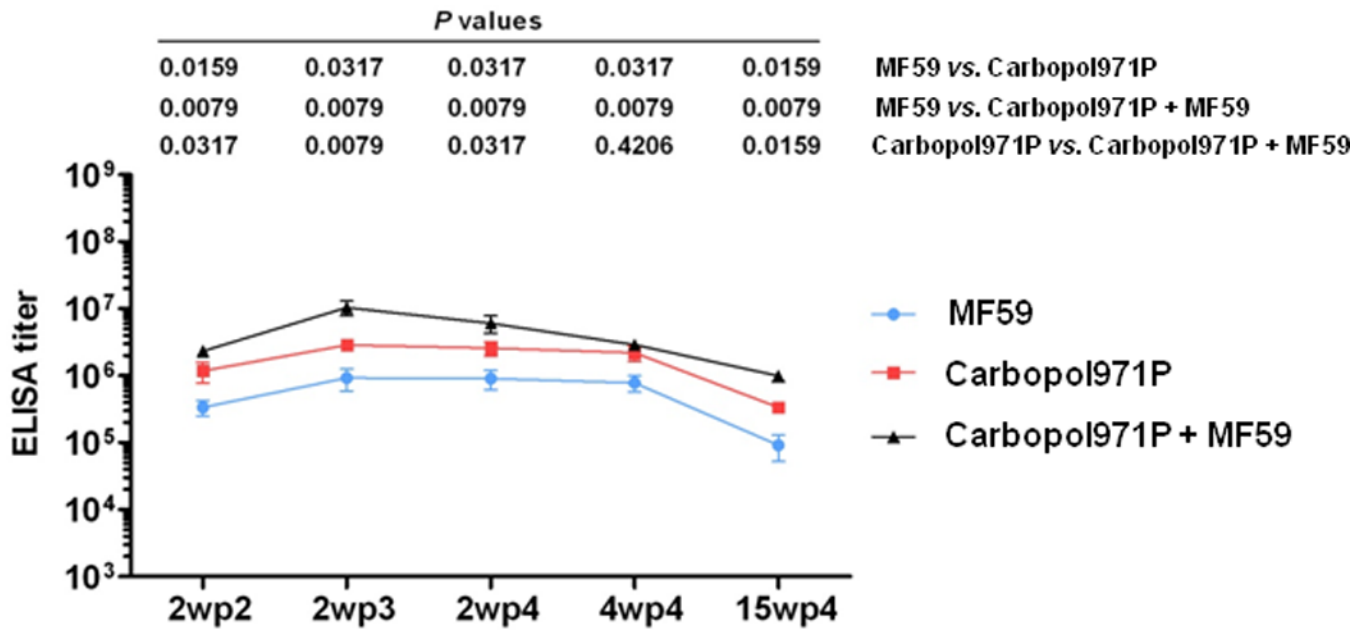 P values
0.0159 0.0317 0.0317 0.0317 0.0159 MF59 vs. Carbopol971P
0.0079 0.0079 0.0079 0.0079 0.0079 MF59 vs. Carbopol971P + MF59
0.0317 0.0079 0.0317 0.4206 0.0159 Carbopol971P vs. Carbopol971P + MF59
10⁹
10⁸
10⁷
10⁶
10⁵
10⁴
10³
ELISA titer
MF59
Carbopol971P
Carbopol971P + MF59
2wp2 2wp3 2wp4 4wp4 15wp4